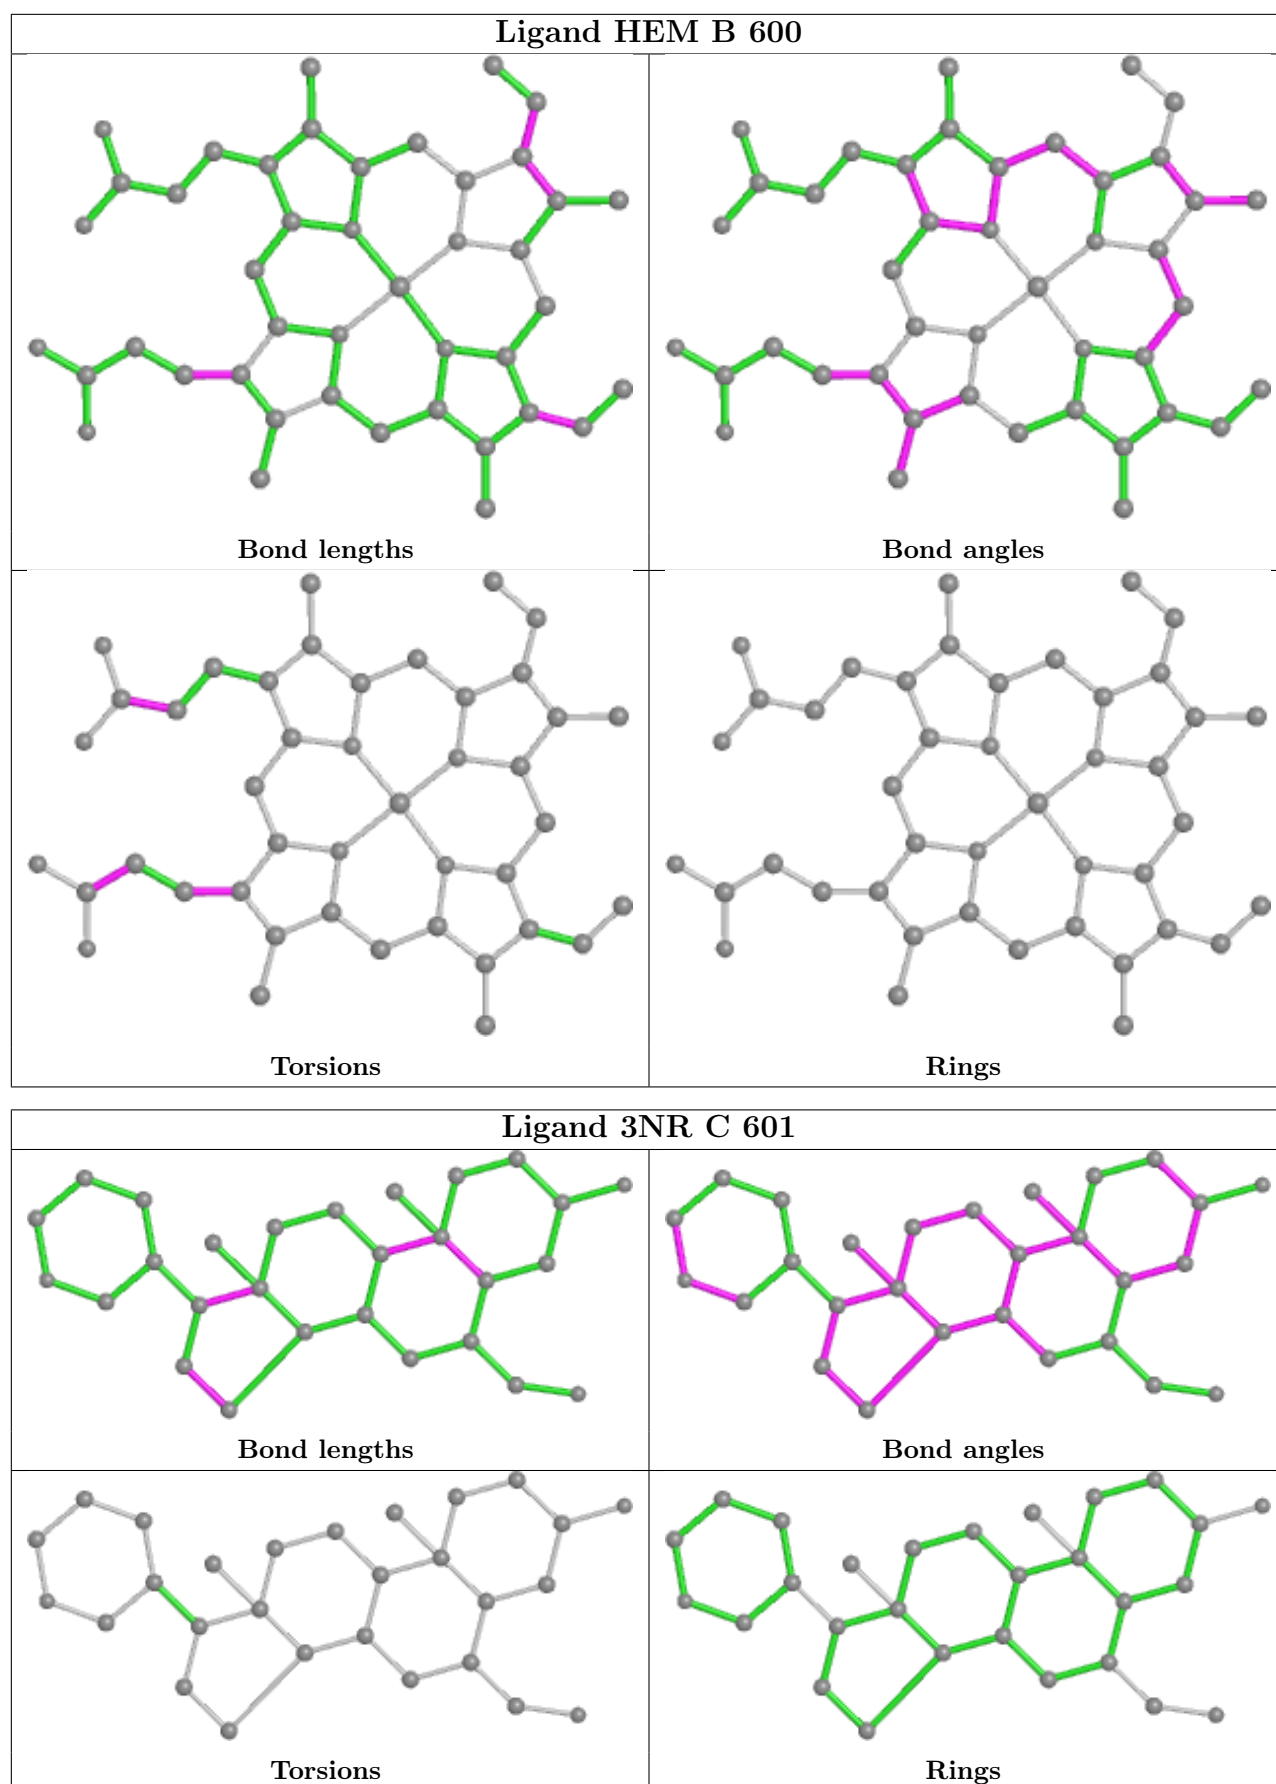 Ligand HEM B 600
Bond lengths
Bond angles
Torsions
Rings
Ligand 3NR C 601
Bond lengths
Bond angles
Torsions
Rings